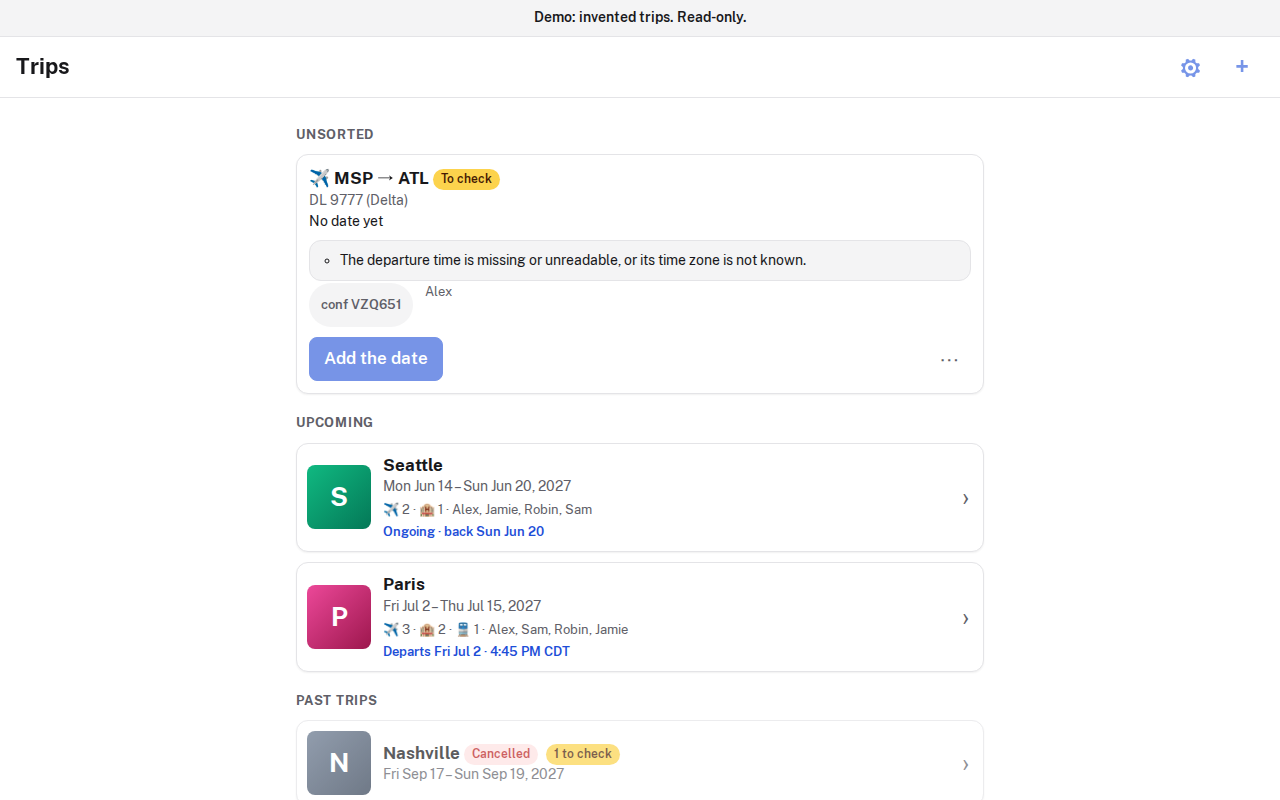 Demo: invented trips. Read-only.
Trips
+
UNSORTED
✈️ MSP → ATL To check
DL 9777 (Delta)
No date yet
The departure time is missing or unreadable, or its time zone is not known.
conf VZQ651 Alex
Add the date
...
UPCOMING
S
Seattle
Mon Jun 14 – Sun Jun 20, 2027
✈️ 2 · 🏨 1 · Alex, Jamie, Robin, Sam
Ongoing · back Sun Jun 20
›
P
Paris
Fri Jul 2 – Thu Jul 15, 2027
✈️ 3 · 🏨 2 · 🚆 1 · Alex, Sam, Robin, Jamie
Departs Fri Jul 2 · 4:45 PM CDT
›
PAST TRIPS
N
Nashville Cancelled 1 to check
Fri Sep 17 – Sun Sep 19, 2027
›